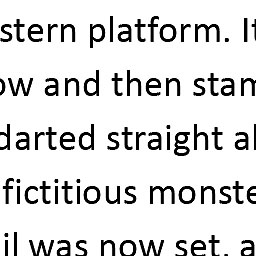 stern platform. It
ow and then stam
darted straight al
fictitious monste
il was now set, a